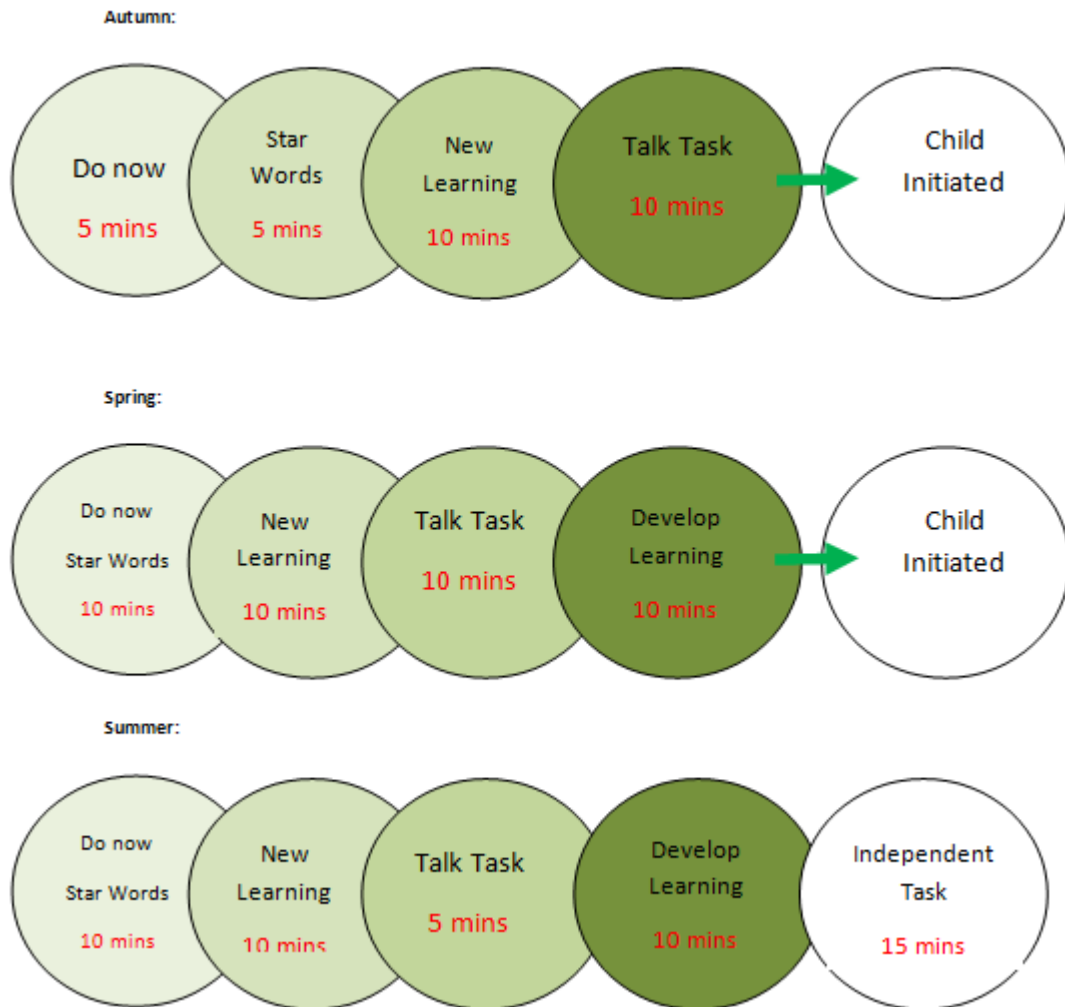 Autumn:
Do now
5 mins
Star
Words
5 mins
New
Learning
10 mins
Talk Task
10 mins
Child
Initiated
Spring:
Do now
Star Words
10 mins
New
Learning
10 mins
Talk Task
10 mins
Develop
Learning
10 mins
Child
Initiated
Summer:
Do now
Star Words
10 mins
New
Learning
10 mins
Talk Task
5 mins
Develop
Learning
10 mins
Independent
Task
15 mins